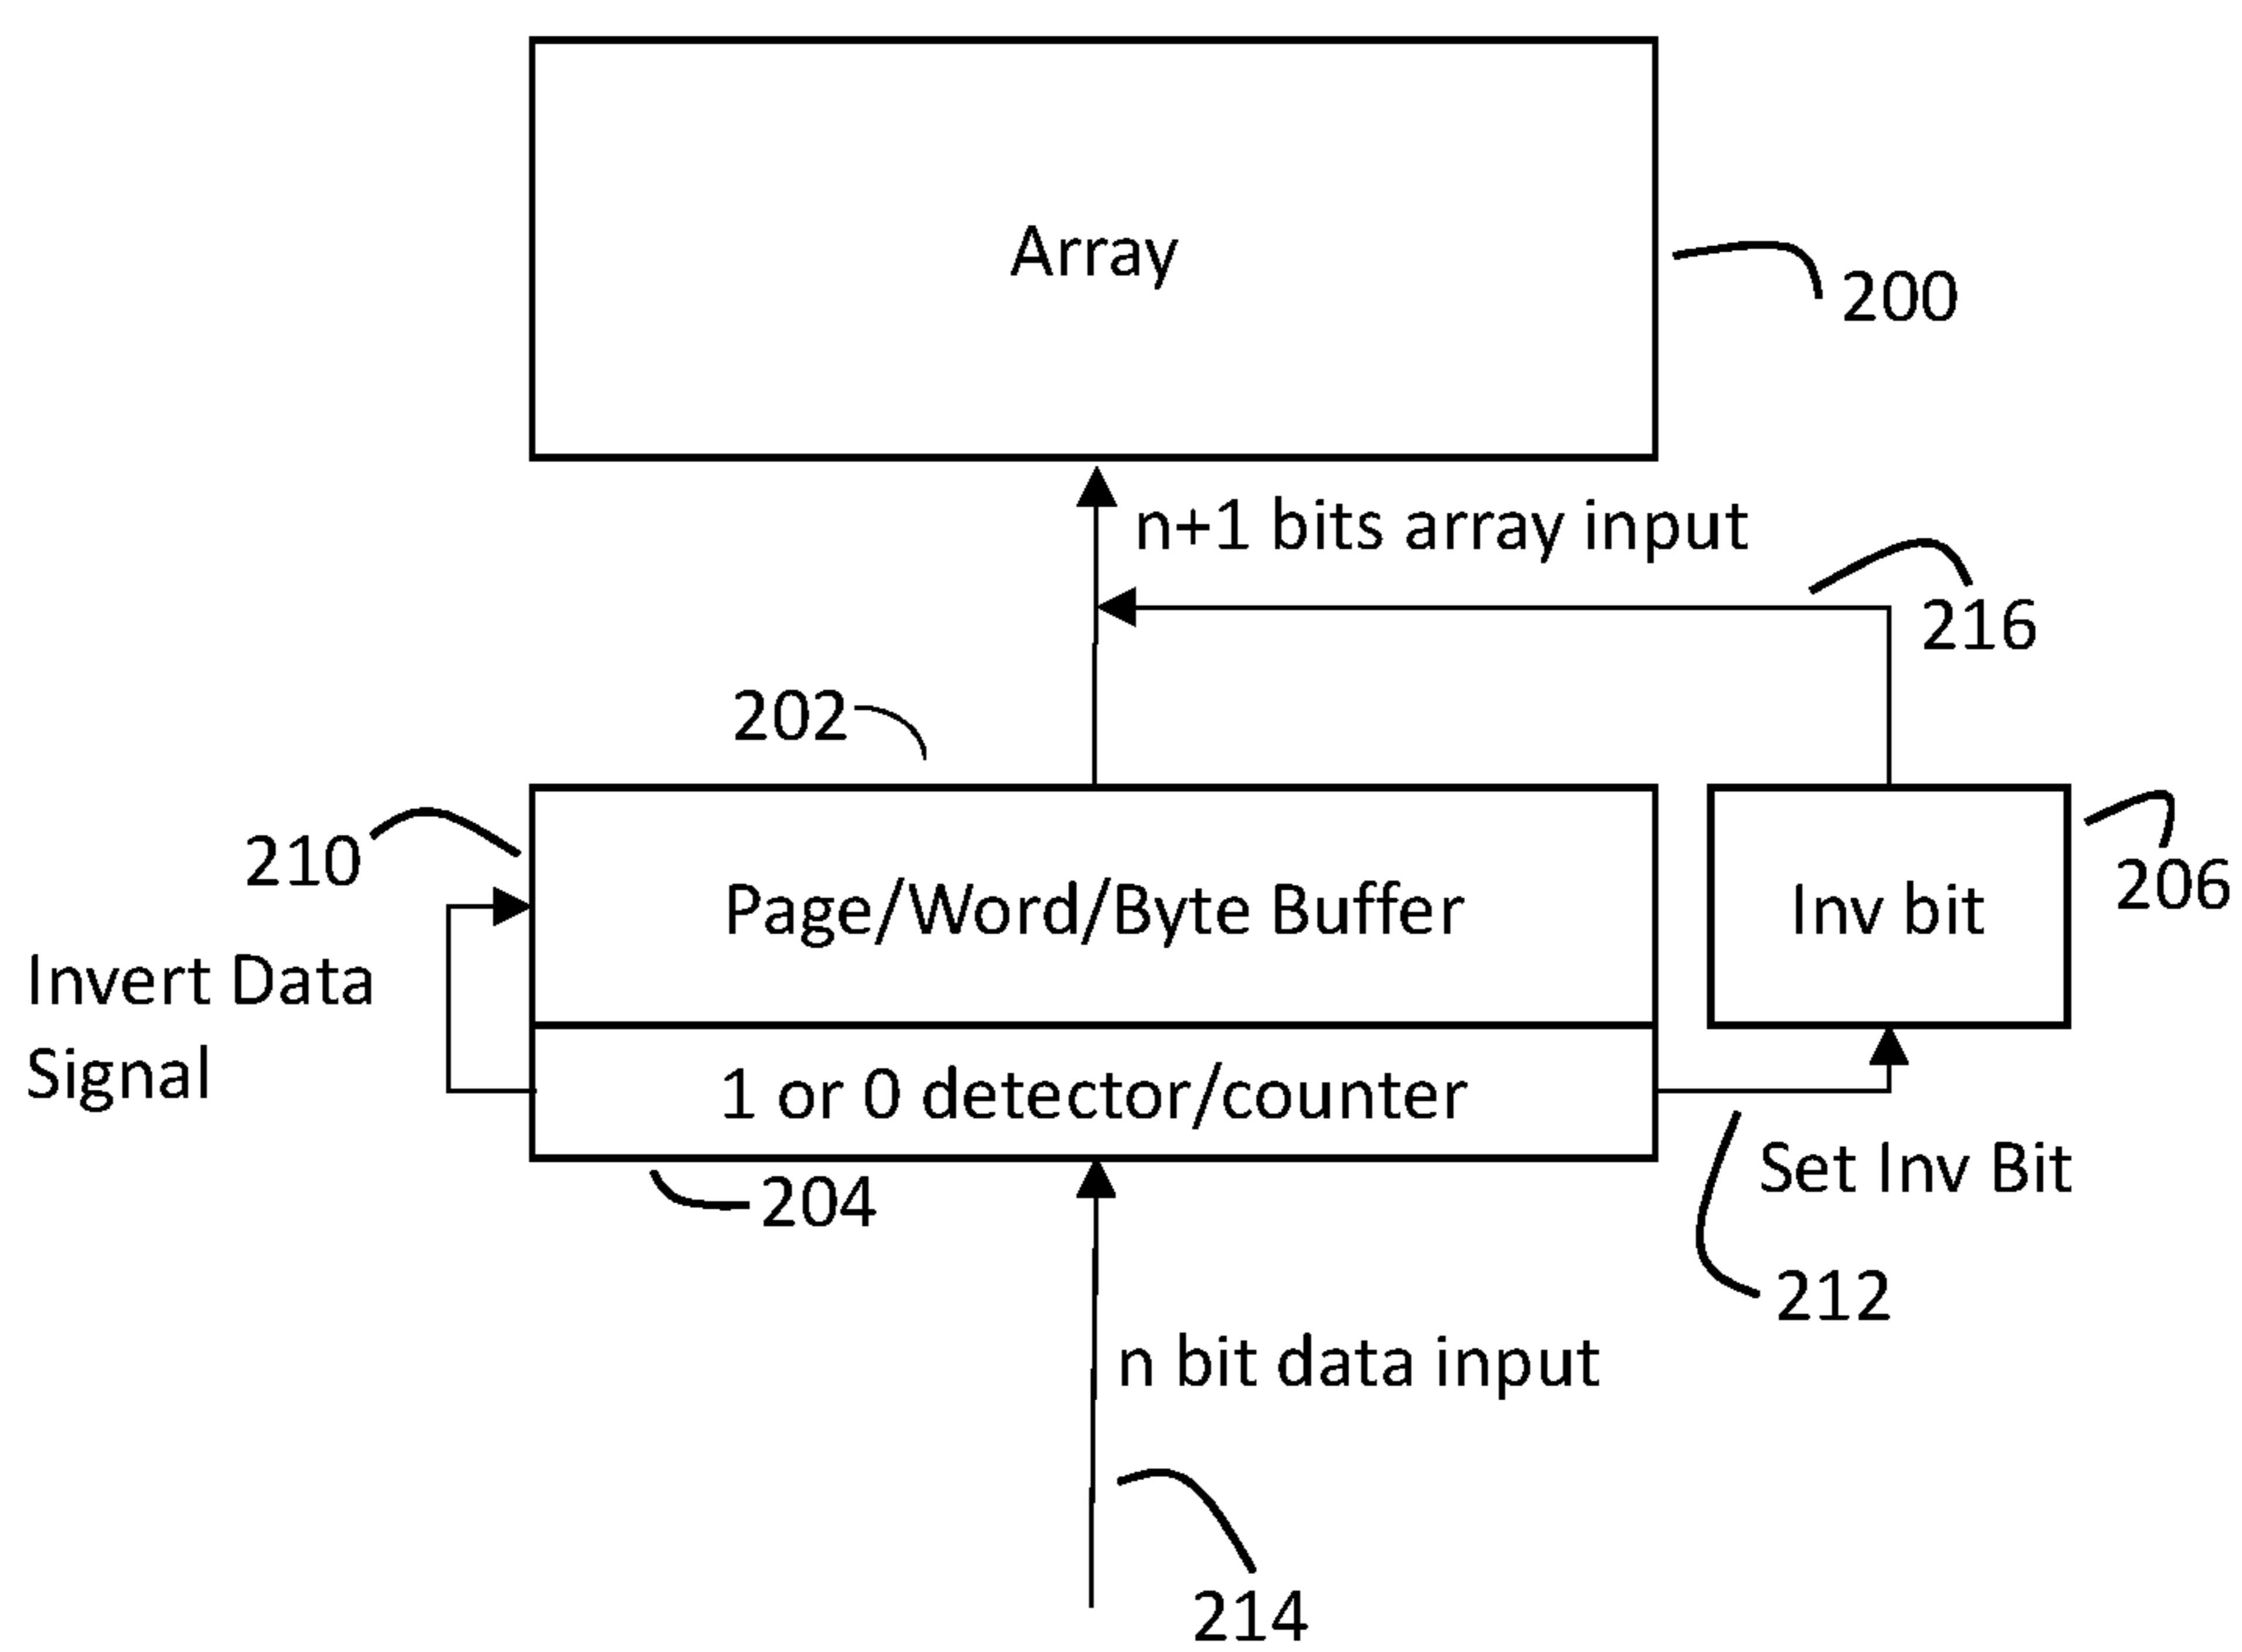 Array
200
n+1 bits array input
216
202
210
Page/Word/Byte Buffer
Inv bit
206
Invert Data
Signal
1 or 0 detector/counter
Set Inv Bit
204
212
n bit data input
214